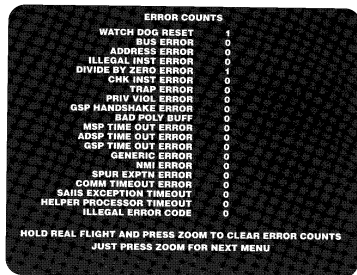 ERROR COUNTS
WATCH DOG RESET 1
BUS ERROR 0
ADDRESS ERROR 0
ILLEGAL INST ERROR 0
DIVIDE BY ZERO ERROR 1
CHK INST ERROR 0
TRAP ERROR 0
PRIV VIOL ERROR 0
GSP HANDSHAKE ERROR 0
BAD POLY BUFF 0
MSP TIME OUT ERROR 0
ADSP TIME OUT ERROR 0
GSP TIME OUT ERROR 0
GENERIC ERROR 0
NMI ERROR 0
SPUR EXPTN ERROR 0
COMM TIMEOUT ERROR 0
SAIIS EXCEPTION TIMEOUT 0
HELPER PROCESSOR TIMEOUT 0
ILLEGAL ERROR CODE 0
HOLD REAL FLIGHT AND PRESS ZOOM TO CLEAR ERROR COUNTS
JUST PRESS ZOOM FOR NEXT MENU